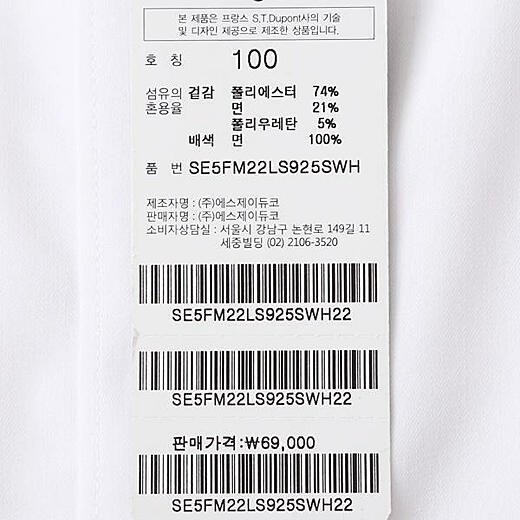 본 제품은 프랑스 S.T.Dupont사의 기술
및 디자인 제공으로 제조한 상품입니다.
호 칭 100
섬유의 겉감 폴리에스터 74%
혼용율 면 21%
폴리우레탄 5%
배색 면 100%
품 번 SE5FM22LS925SWH
제조자명 : (주)에스제이듀코
판매자명 : (주)에스제이듀코
소비자상담실 : 서울시 강남구 논현로 149길 11
세중빌딩 (02) 2106-3520
SE5FM22LS925SWH22
SE5FM22LS925SWH22
판매가격:₩69,000
SE5FM22LS925SWH22